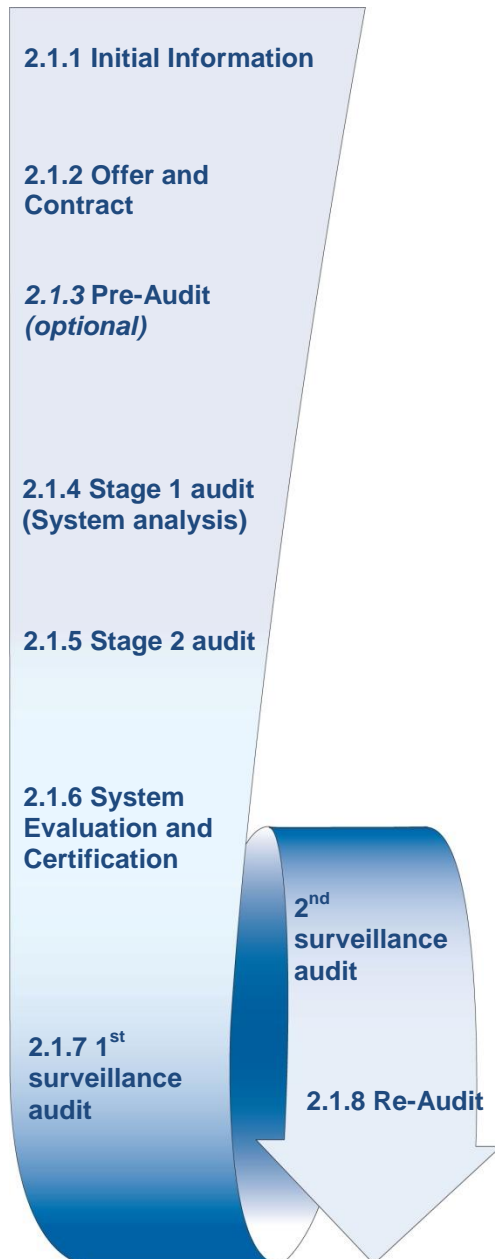 2.1.1 Initial Information
2.1.2 Offer and
Contract
2.1.3 Pre-Audit
(optional)
2.1.4 Stage 1 audit
(System analysis)
2.1.5 Stage 2 audit
2.1.6 System
Evaluation and
Certification
2.1.7 1st
surveillance
audit
2nd
surveillance
audit
2.1.8 Re-Audit